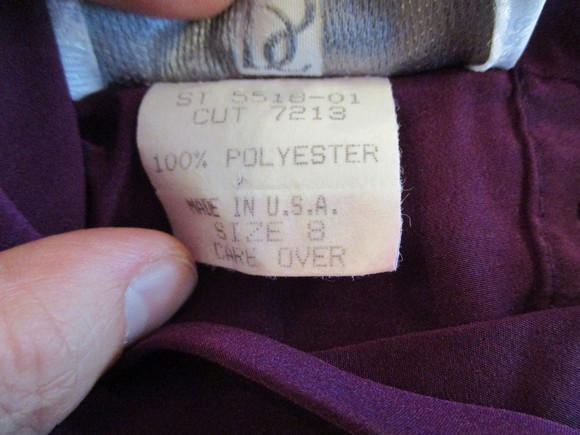 ST 5518-01
CUT 7213
100% POLYESTER
MADE IN U.S.A.
SIZE 8
CARE OVER